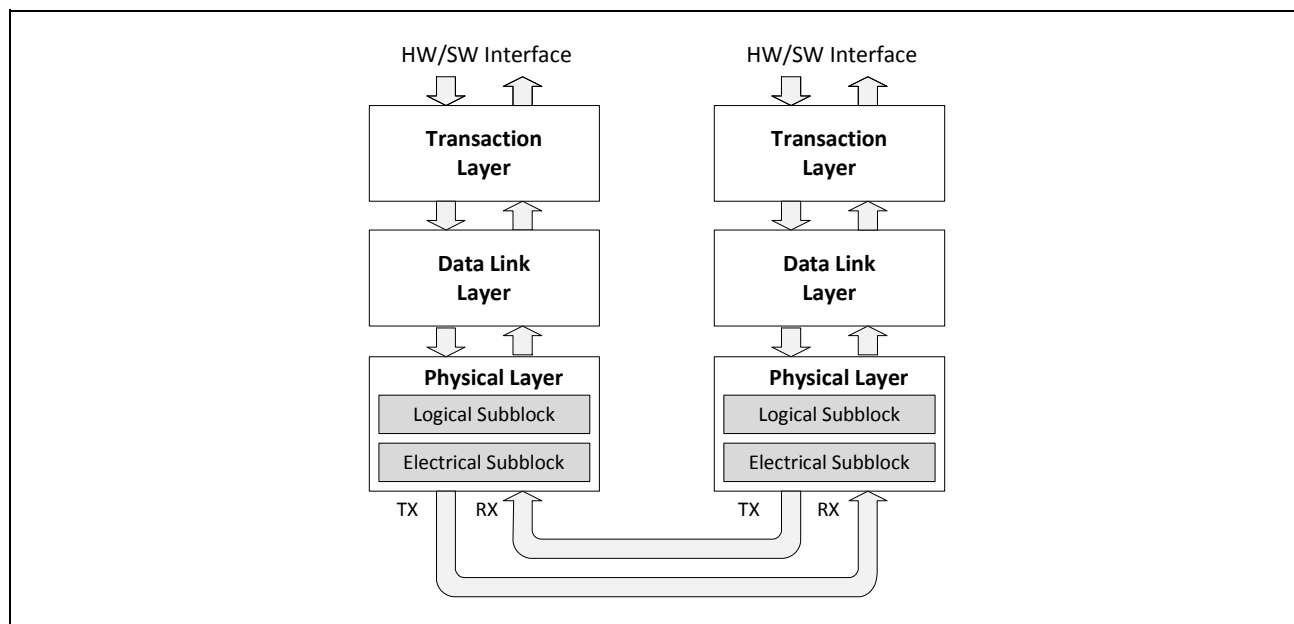 HW/SW Interface
Transaction
Layer
Data Link
Layer
Physical Layer
Logical Subblock
Electrical Subblock
TX
RX
HW/SW Interface
Transaction
Layer
Data Link
Layer
Physical Layer
Logical Subblock
Electrical Subblock
TX
RX